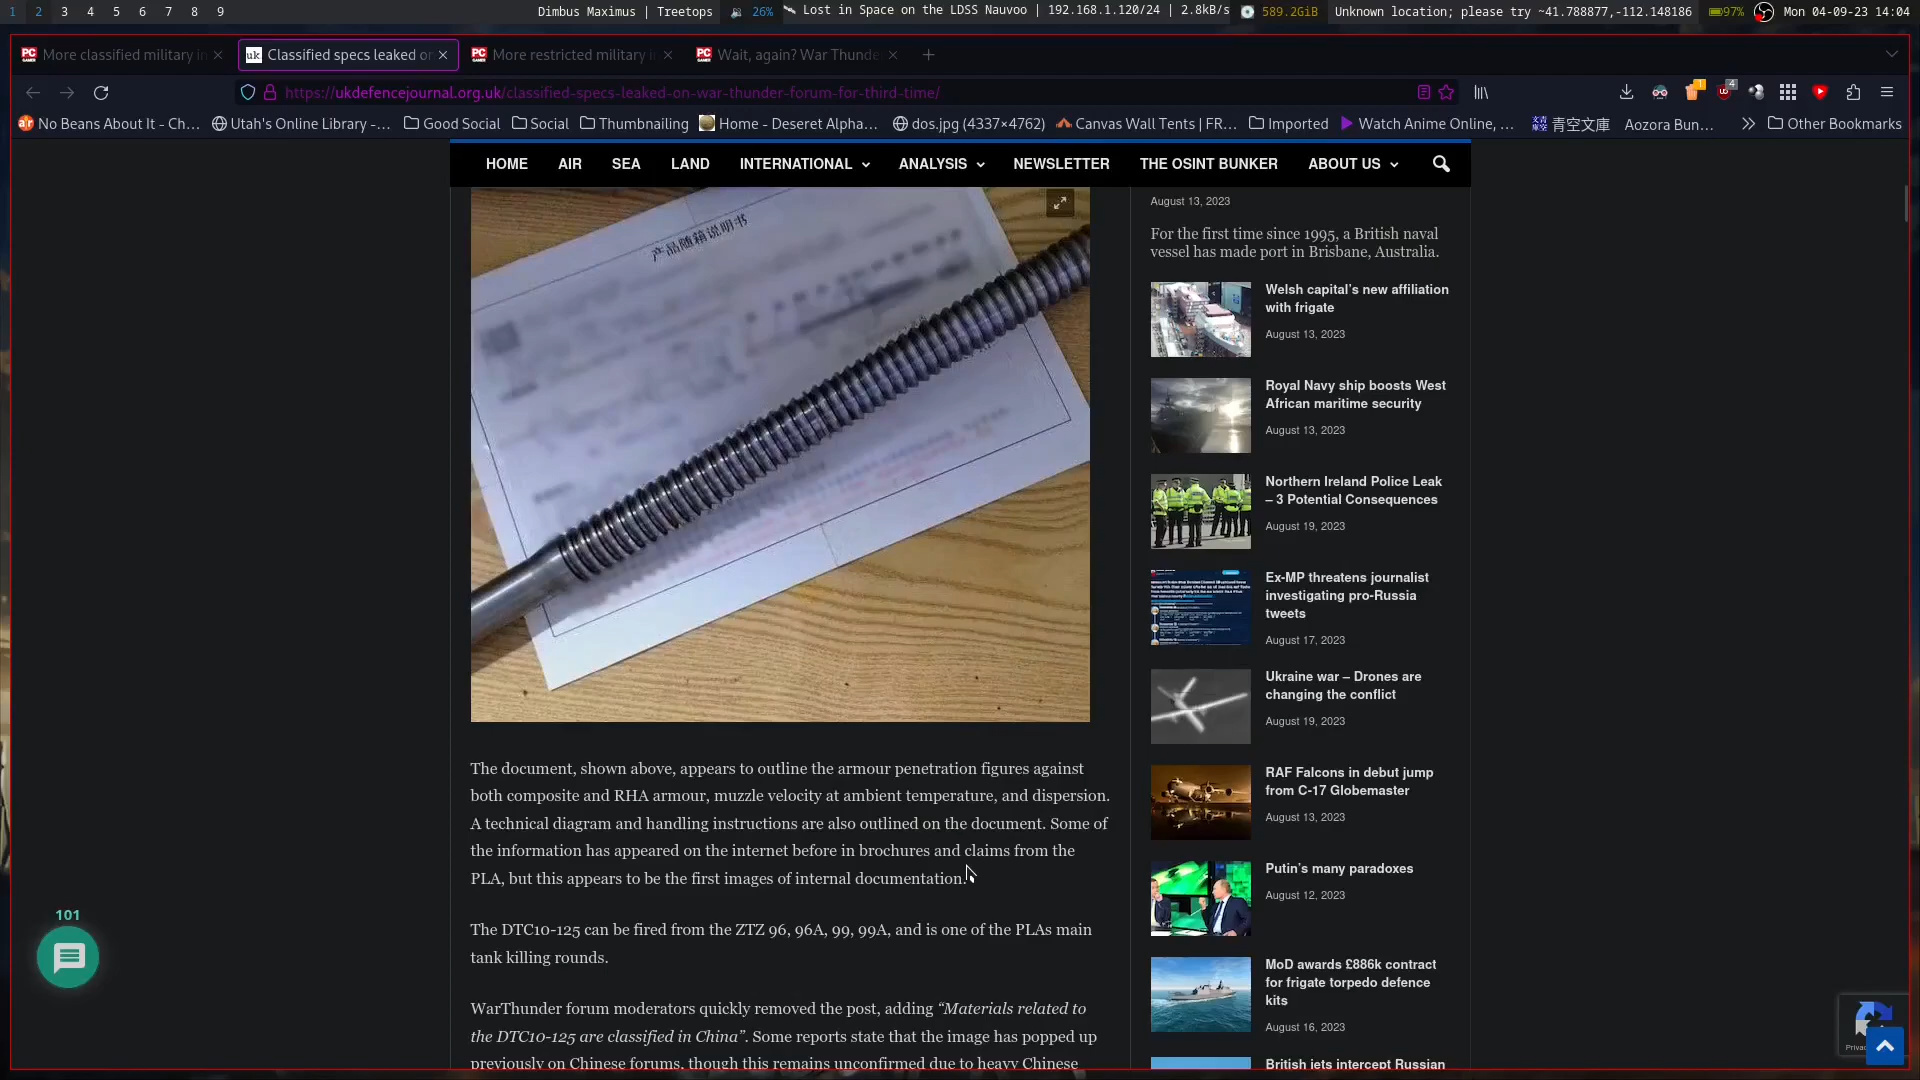 1 2 3 4 5 6 7 8 9
Dimbus Maximus | Treetops
26%
Lost in Space on the LDSS Nauvoo | 192.168.1.120/24 | 2.8kB/s
589.2GiB
Unknown location; please try ~41.788877,-112.148186
97%
Mon 04-09-23 14:04
More classified military in
Classified specs leaked on
More restricted military i
Wait, again? War Thunde
https://ukdefencejournal.org.uk/classified-specs-leaked-on-war-thunder-forum-for-third-time/
No Beans About It - Ch…
Utah's Online Library -…
Good Social
Social
Thumbnailing
Home - Deseret Alpha…
dos.jpg (4337×4762)
Canvas Wall Tents | FR…
Imported
Watch Anime Online, …
青空文庫 Aozora Bun…
Other Bookmarks
HOME AIR SEA LAND INTERNATIONAL ANALYSIS NEWSLETTER THE OSINT BUNKER ABOUT US
产品随箱说明书
The document, shown above, appears to outline the armour penetration figures against
both composite and RHA armour, muzzle velocity at ambient temperature, and dispersion.
A technical diagram and handling instructions are also outlined on the document. Some of
the information has appeared on the internet before in brochures and claims from the
PLA, but this appears to be the first images of internal documentation.
The DTC10-125 can be fired from the ZTZ 96, 96A, 99, 99A, and is one of the PLAs main
tank killing rounds.
WarThunder forum moderators quickly removed the post, adding “Materials related to
the DTC10-125 are classified in China”. Some reports state that the image has popped up
previously on Chinese forums, though this remains unconfirmed due to heavy Chinese
August 13, 2023
For the first time since 1995, a British naval
vessel has made port in Brisbane, Australia.
Welsh capital’s new affiliation
with frigate
August 13, 2023
Royal Navy ship boosts West
African maritime security
August 13, 2023
Northern Ireland Police Leak
– 3 Potential Consequences
August 19, 2023
Ex-MP threatens journalist
investigating pro-Russia
tweets
August 17, 2023
Ukraine war – Drones are
changing the conflict
August 19, 2023
RAF Falcons in debut jump
from C-17 Globemaster
August 13, 2023
Putin’s many paradoxes
August 12, 2023
MoD awards £886k contract
for frigate torpedo defence
kits
August 16, 2023
British jets intercept Russian
101